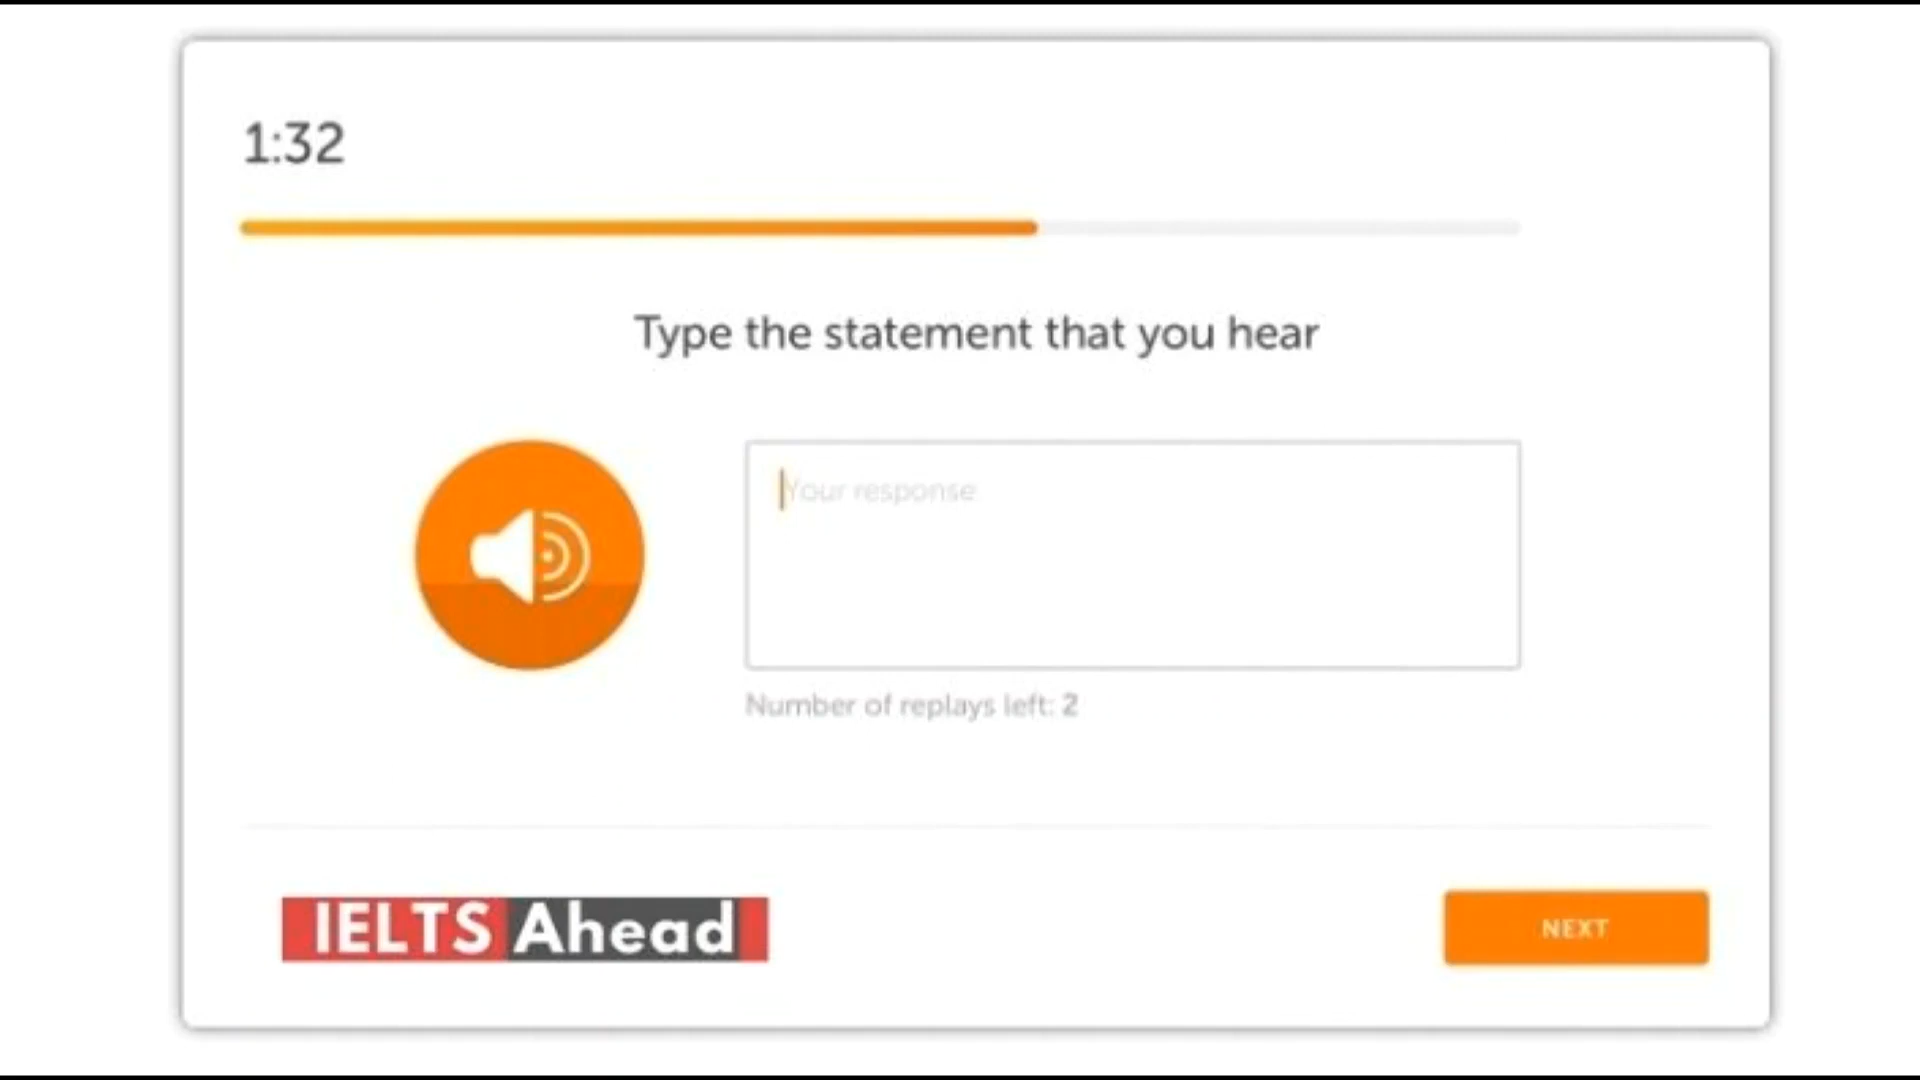 1:32
Type the statement that you hear
Your response
Number of replays left: 2
IELTS Ahead
NEXT